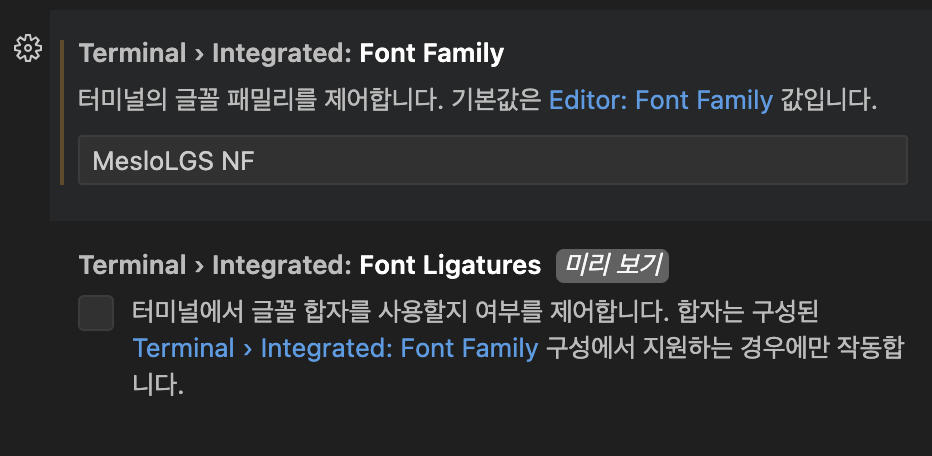 Terminal › Integrated: Font Family
터미널의 글꼴 패밀리를 제어합니다. 기본값은 Editor: Font Family 값입니다.
MesloLGS NF
Terminal › Integrated: Font Ligatures 미리 보기
터미널에서 글꼴 합자를 사용할지 여부를 제어합니다. 합자는 구성된
Terminal › Integrated: Font Family 구성에서 지원하는 경우에만 작동합
니다.